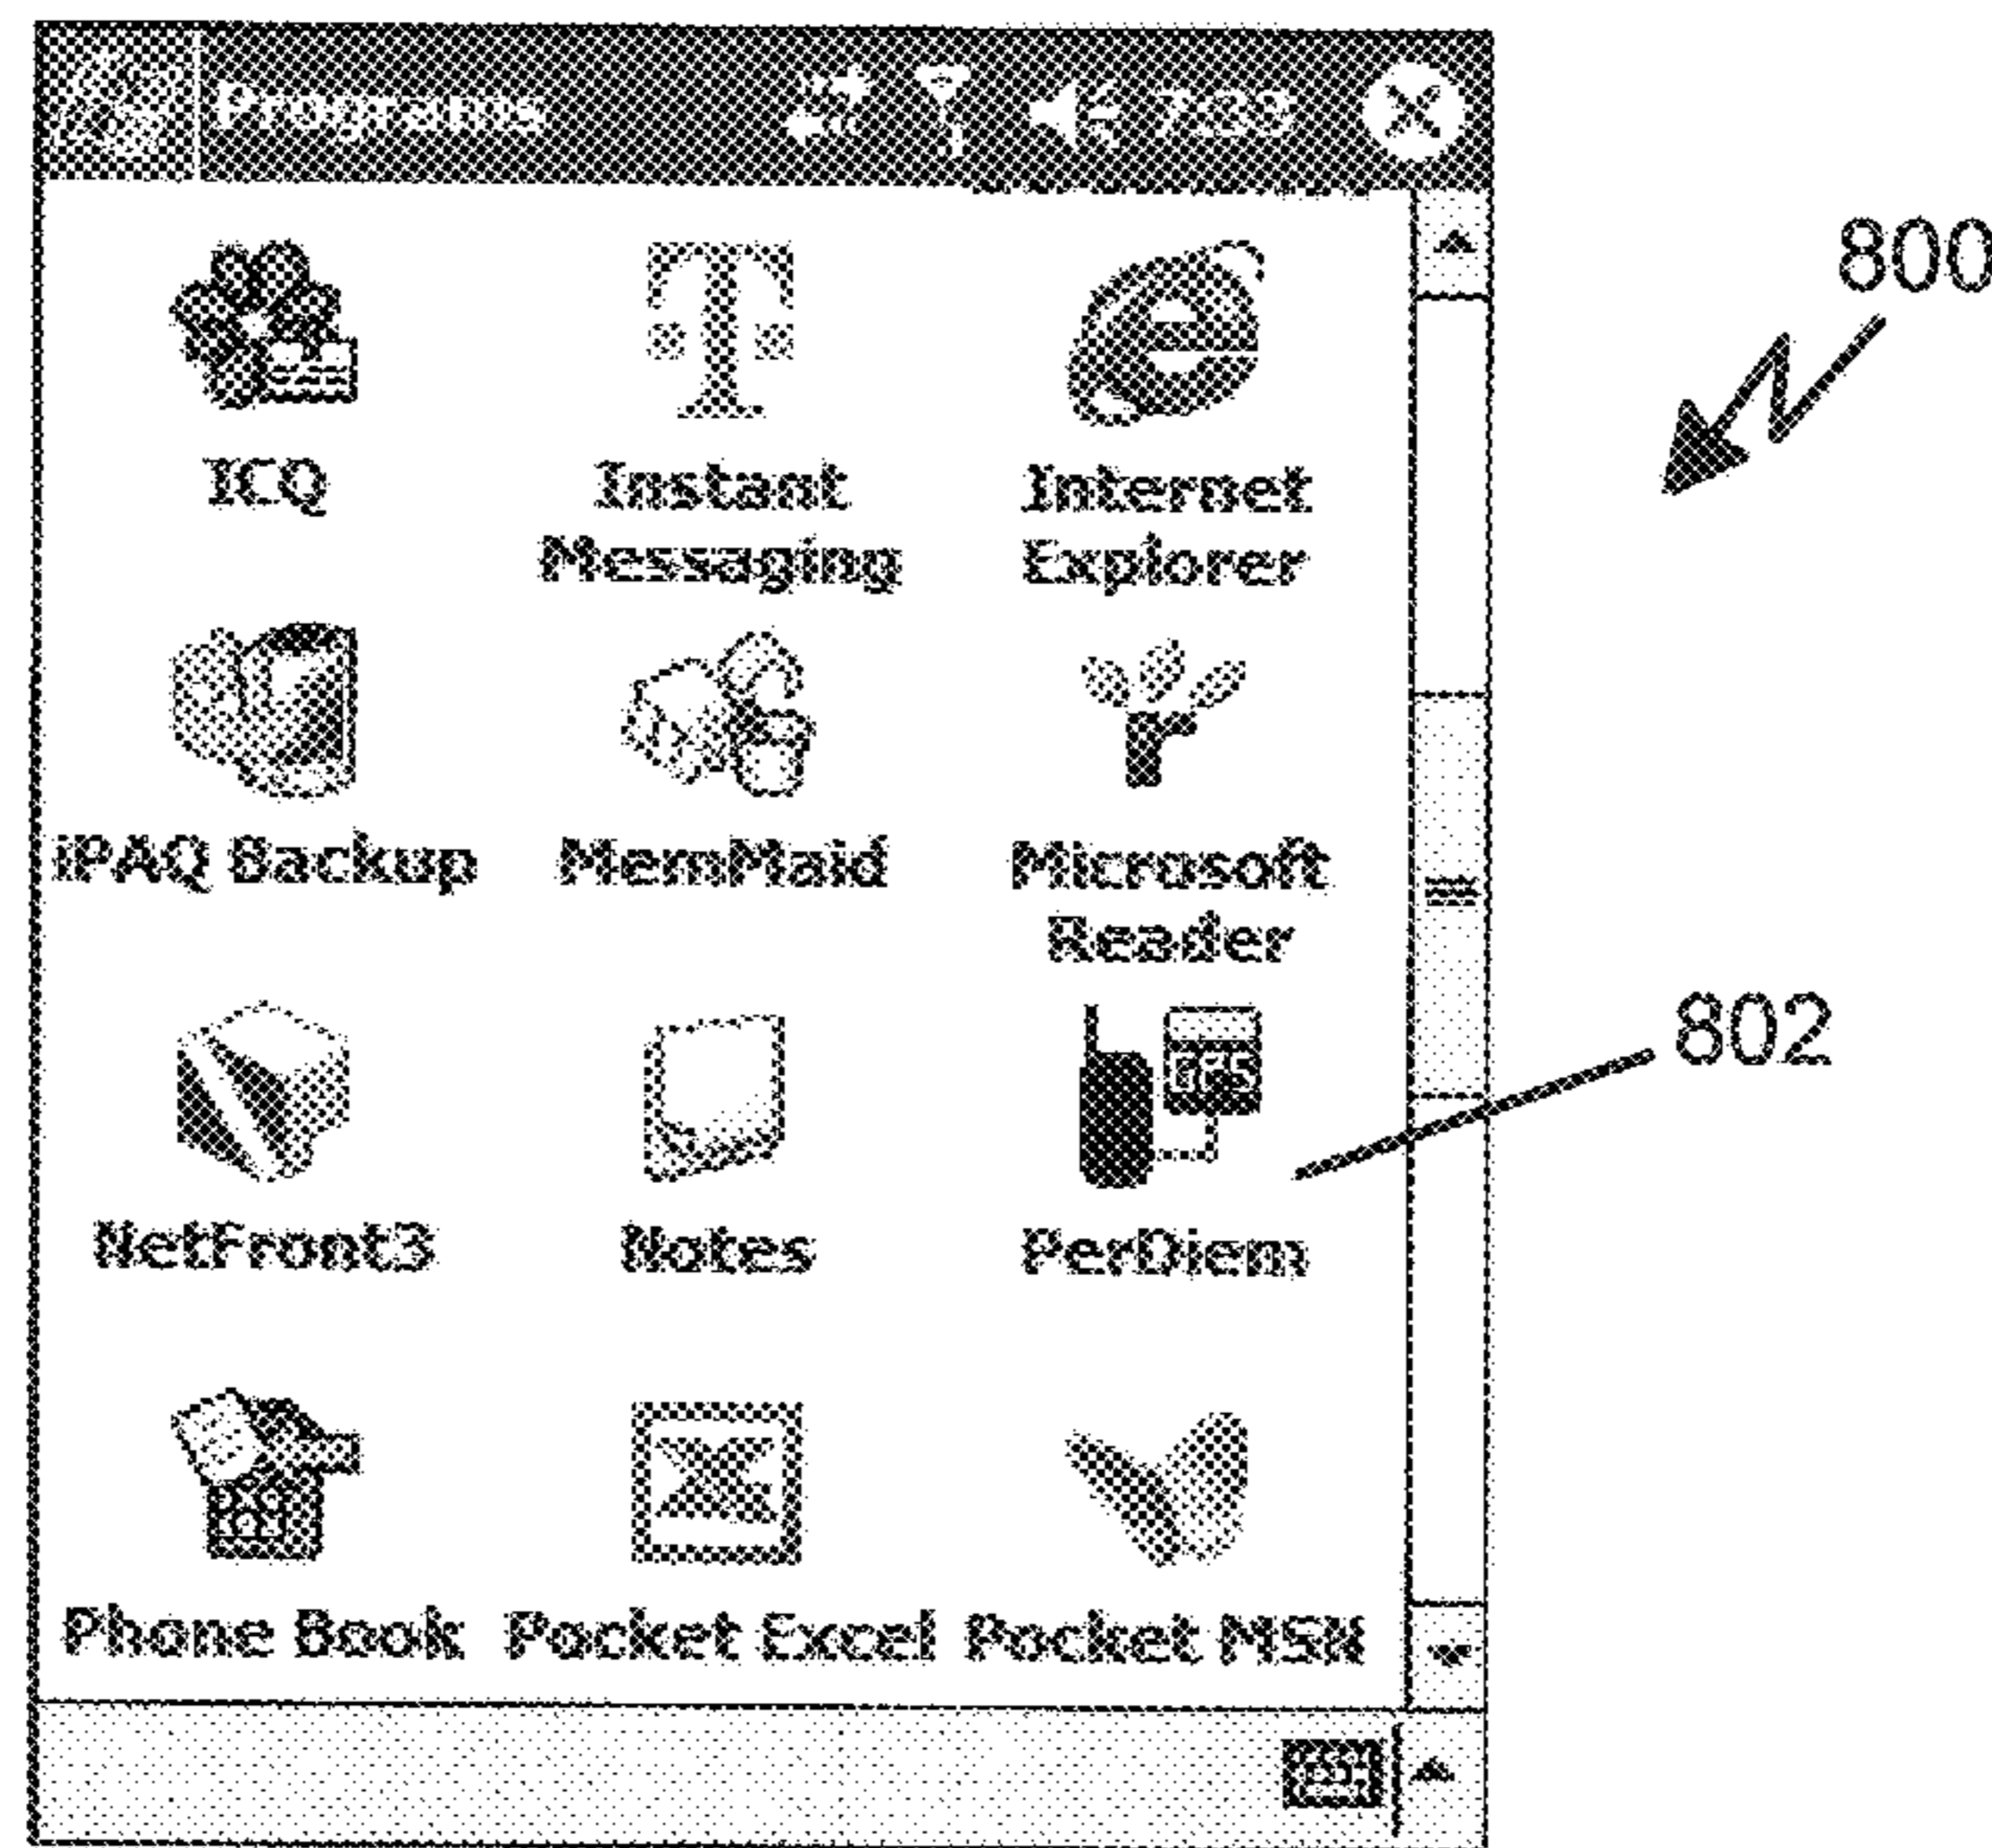 Programs
800
ICQ
Instant
Messaging
Internet
Explorer
iPAQ Backup
MemMaid
Microsoft
Reader
GPS
802
NetFront3
Notes
PerDiem
Phone Book
Pocket Excel
Pocket MSN